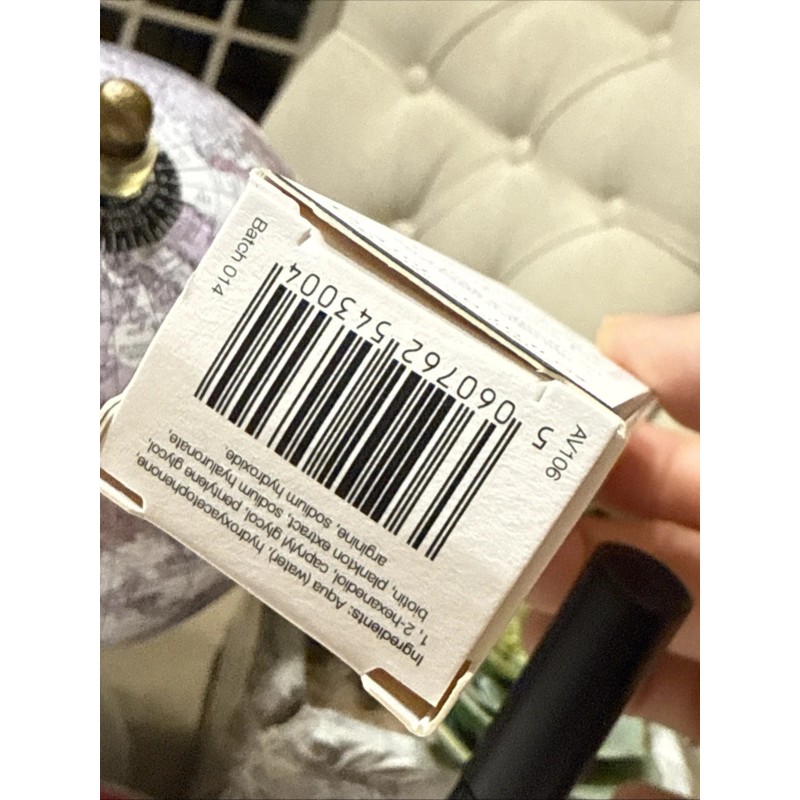 Ingredients: Aqua (water), hydroxyacetophenone,
1, 2-hexanediol, caprylyl glycol, pentylene glycol,
biotin, plankton extract, sodium hyaluronate,
arginine, sodium hydroxide.
5 060762 543004
AV106
Batch 014